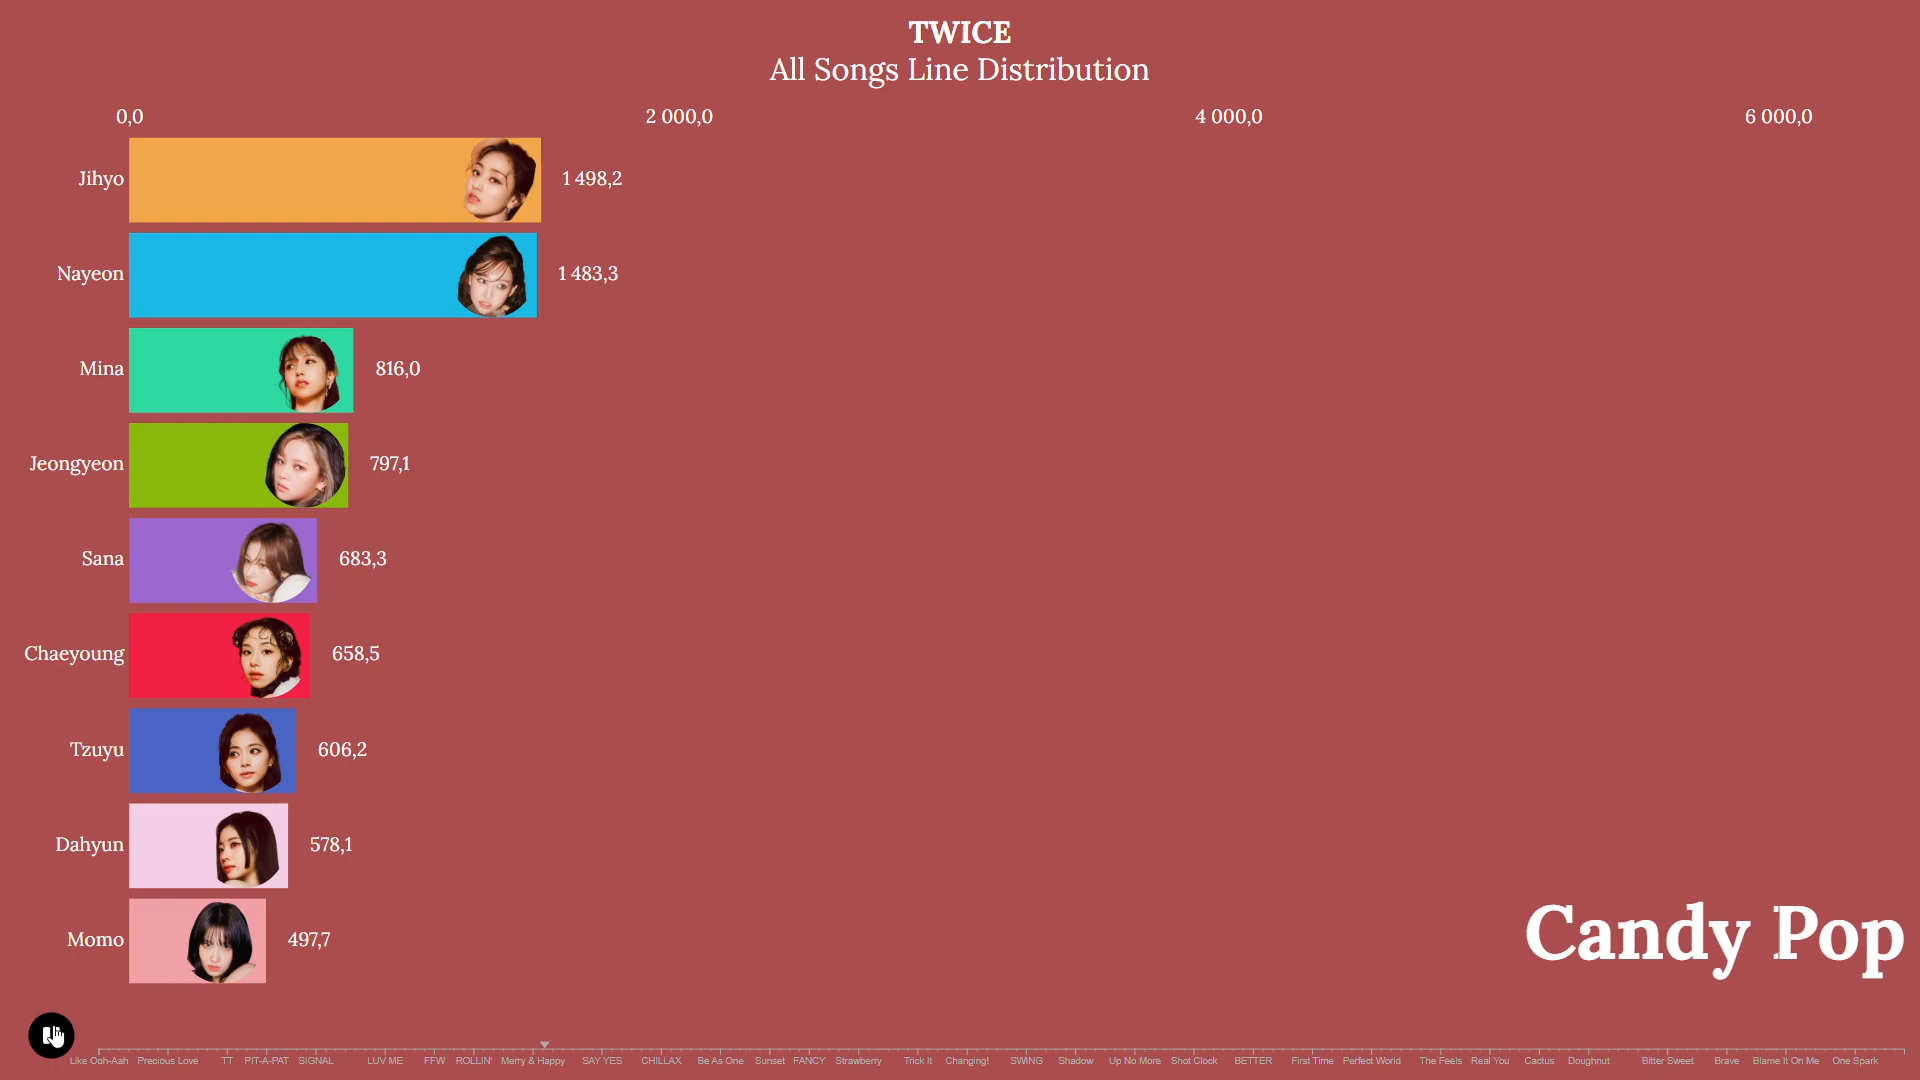 TWICE
All Songs Line Distribution
0,0 2 000,0 4 000,0 6 000,0
Jihyo 1 498,2
Nayeon 1 483,3
Mina 816,0
Jeongyeon 797,1
Sana 683,3
Chaeyoung 658,5
Tzuyu 606,2
Dahyun 578,1
Momo 497,7
Candy Pop
Like Ooh-Aah Precious Love TT PIT-A-PAT SIGNAL LUV ME FFW ROLLIN' Merry & Happy SAY YES CHILLAX Be As One Sunset FANCY Strawberry Trick It Changing! SWING Shadow Up No More Shot Clock BETTER First Time Perfect World The Feels Real You Cactus Doughnut Bitter Sweet Brave Blame It On Me One Spark